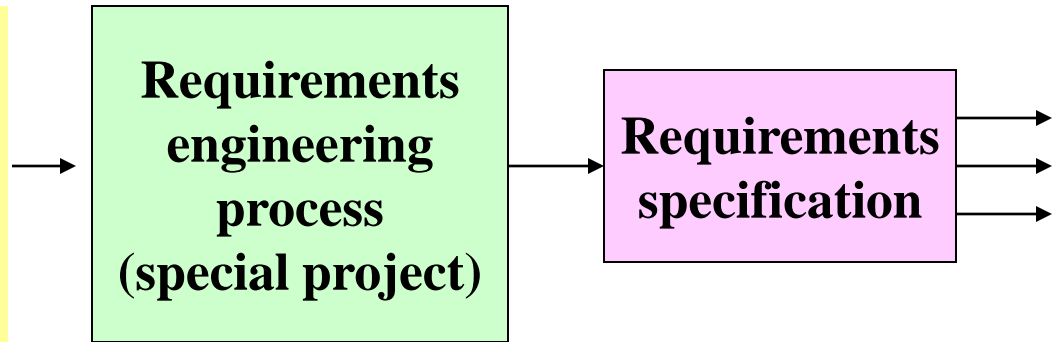 Requirements
engineering
process
(special project)
Requirements
specification